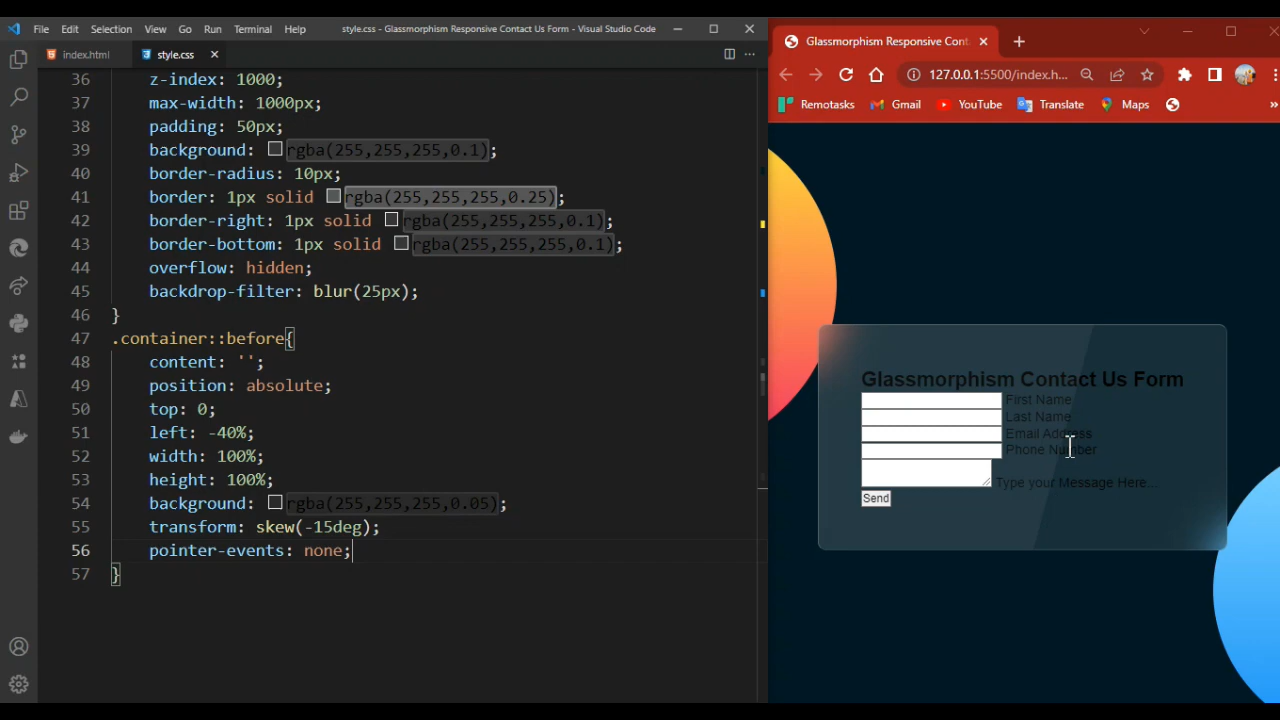 File Edit Selection View Go Run Terminal Help style.css - Glassmorphism Responsive Contact Us Form - Visual Studio Code
index.html style.css
36 z-index: 1000;
37 max-width: 1000px;
38 padding: 50px;
39 background: rgba(255,255,255,0.1);
40 border-radius: 10px;
41 border: 1px solid rgba(255,255,255,0.25);
42 border-right: 1px solid rgba(255,255,255,0.1);
43 border-bottom: 1px solid rgba(255,255,255,0.1);
44 overflow: hidden;
45 backdrop-filter: blur(25px);
46 }
47 .container::before{
48 content: '';
49 position: absolute;
50 top: 0;
51 left: -40%;
52 width: 100%;
53 height: 100%;
54 background: rgba(255,255,255,0.05);
55 transform: skew(-15deg);
56 pointer-events: none;
57 }
Glassmorphism Responsive Cont
127.0.0.1:5500/index.h...
Remotasks Gmail YouTube Translate Maps »
Glassmorphism Contact Us Form
First Name
Last Name
Email Address
Phone Number
Type your Message Here...
Send